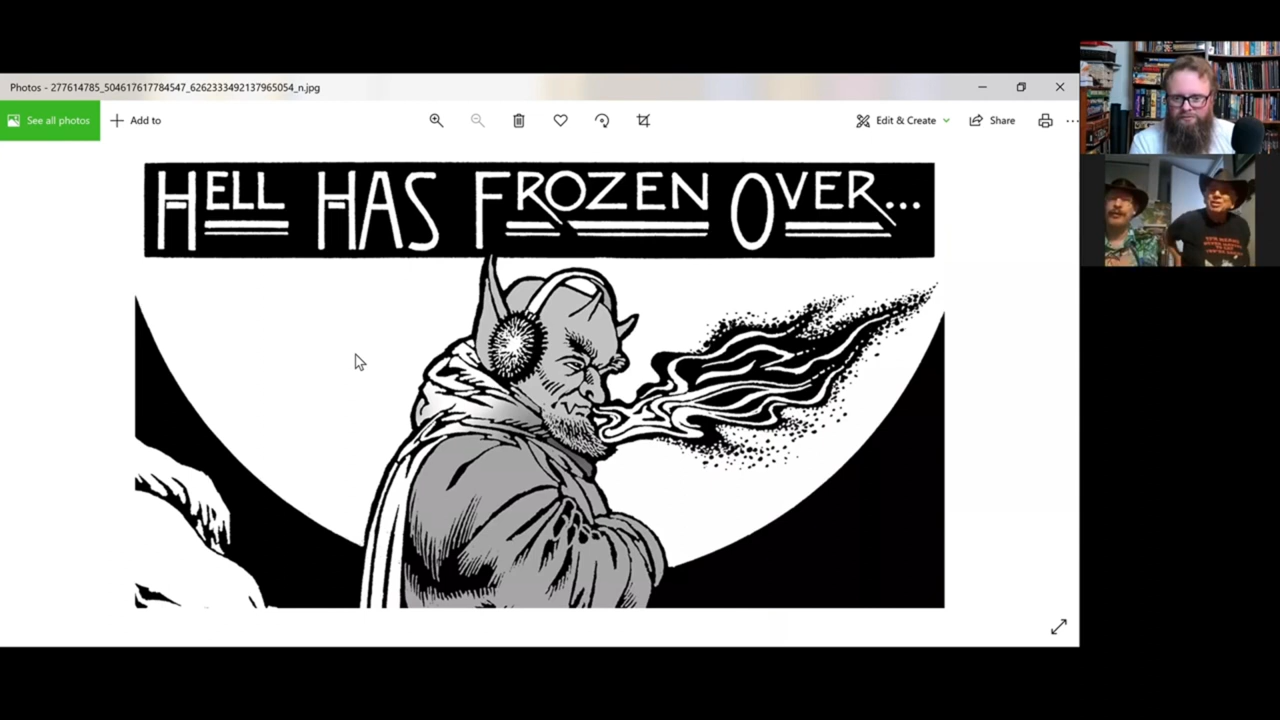 Photos - 277614785_504617617784547_6262333492137965054_n.jpg
See all photos
Add to
Edit & Create
Share
HELL HAS FROZEN OVER...